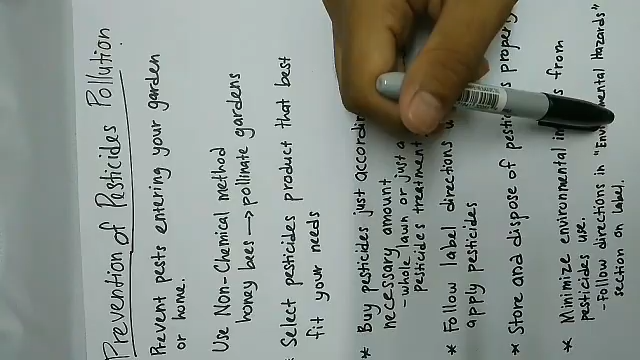 Prevention of Pesticides Pollution
Prevent pests entering your garden
or home.
Use Non-Chemical method
honey bees → pollinate gardens
* Select pesticides product that best
fit your needs
* Buy pesticides just
necessary amount
- whole lawn or just a
pesticides treatment
* Follow label directions
apply pesticides
* Store and dispose of properly
* Minimize environmental from
pesticides use.
- Follow directions in "Environmental Hazards"
section on label.